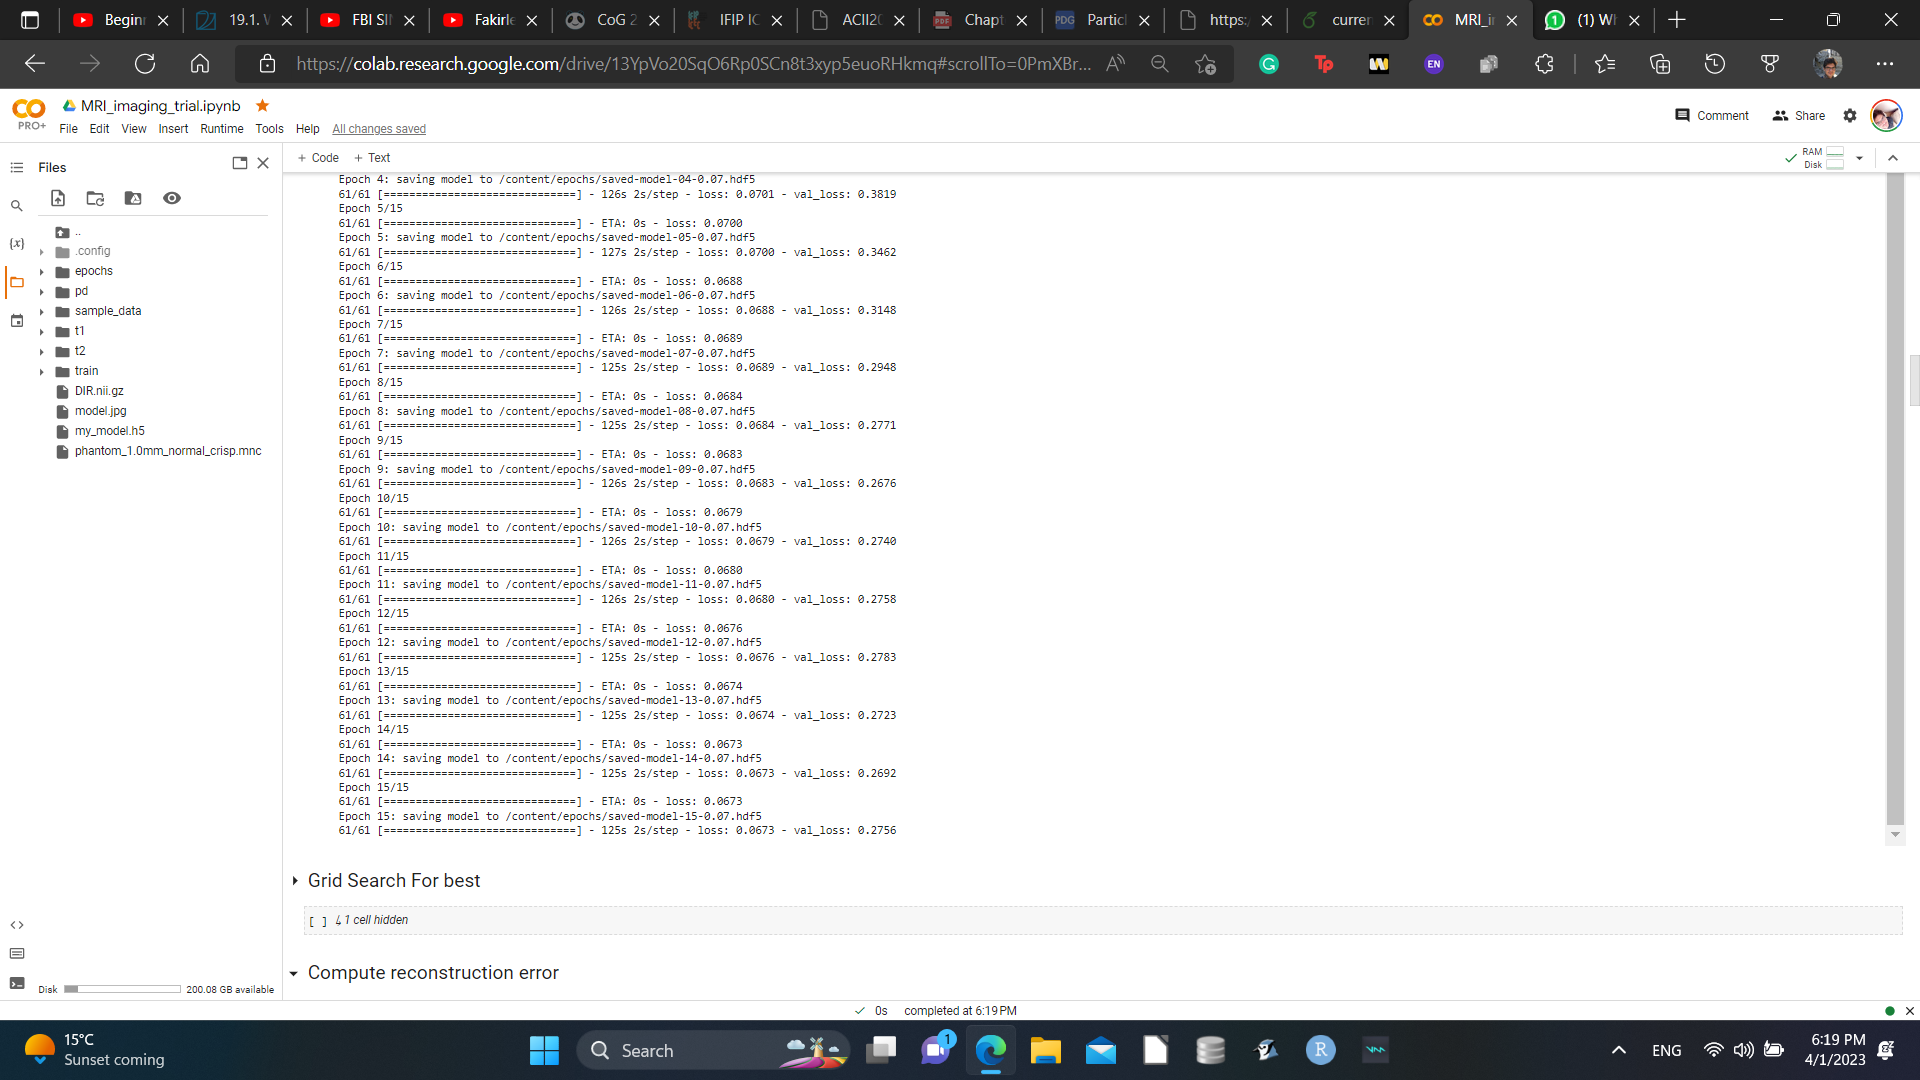 Begin
19.1. W
FBI SIN
Fakirle
CoG 2
IFIP IC
ACII20
Chapt
Particl
https:/
curren
MRI_in
(1) Wh
https://colab.research.google.com/drive/13YpVo20SqO6Rp0SCn8t3xyp5euoRHkmq#scrollTo=0PmXBr...
PRO+
MRI_imaging_trial.ipynb
File Edit View Insert Runtime Tools Help All changes saved
Comment
Share
Files
+ Code + Text
RAM
Disk
..
.config
epochs
pd
sample_data
t1
t2
train
DIR.nii.gz
model.jpg
my_model.h5
phantom_1.0mm_normal_crisp.mnc
Disk
200.08 GB available
Epoch 4: saving model to /content/epochs/saved-model-04-0.07.hdf5
61/61 [==============================] - 126s 2s/step - loss: 0.0701 - val_loss: 0.3819
Epoch 5/15
61/61 [==============================] - ETA: 0s - loss: 0.0700
Epoch 5: saving model to /content/epochs/saved-model-05-0.07.hdf5
61/61 [==============================] - 127s 2s/step - loss: 0.0700 - val_loss: 0.3462
Epoch 6/15
61/61 [==============================] - ETA: 0s - loss: 0.0688
Epoch 6: saving model to /content/epochs/saved-model-06-0.07.hdf5
61/61 [==============================] - 126s 2s/step - loss: 0.0688 - val_loss: 0.3148
Epoch 7/15
61/61 [==============================] - ETA: 0s - loss: 0.0689
Epoch 7: saving model to /content/epochs/saved-model-07-0.07.hdf5
61/61 [==============================] - 125s 2s/step - loss: 0.0689 - val_loss: 0.2948
Epoch 8/15
61/61 [==============================] - ETA: 0s - loss: 0.0684
Epoch 8: saving model to /content/epochs/saved-model-08-0.07.hdf5
61/61 [==============================] - 125s 2s/step - loss: 0.0684 - val_loss: 0.2771
Epoch 9/15
61/61 [==============================] - ETA: 0s - loss: 0.0683
Epoch 9: saving model to /content/epochs/saved-model-09-0.07.hdf5
61/61 [==============================] - 126s 2s/step - loss: 0.0683 - val_loss: 0.2676
Epoch 10/15
61/61 [==============================] - ETA: 0s - loss: 0.0679
Epoch 10: saving model to /content/epochs/saved-model-10-0.07.hdf5
61/61 [==============================] - 126s 2s/step - loss: 0.0679 - val_loss: 0.2740
Epoch 11/15
61/61 [==============================] - ETA: 0s - loss: 0.0680
Epoch 11: saving model to /content/epochs/saved-model-11-0.07.hdf5
61/61 [==============================] - 126s 2s/step - loss: 0.0680 - val_loss: 0.2758
Epoch 12/15
61/61 [==============================] - ETA: 0s - loss: 0.0676
Epoch 12: saving model to /content/epochs/saved-model-12-0.07.hdf5
61/61 [==============================] - 125s 2s/step - loss: 0.0676 - val_loss: 0.2783
Epoch 13/15
61/61 [==============================] - ETA: 0s - loss: 0.0674
Epoch 13: saving model to /content/epochs/saved-model-13-0.07.hdf5
61/61 [==============================] - 125s 2s/step - loss: 0.0674 - val_loss: 0.2723
Epoch 14/15
61/61 [==============================] - ETA: 0s - loss: 0.0673
Epoch 14: saving model to /content/epochs/saved-model-14-0.07.hdf5
61/61 [==============================] - 125s 2s/step - loss: 0.0673 - val_loss: 0.2692
Epoch 15/15
61/61 [==============================] - ETA: 0s - loss: 0.0673
Epoch 15: saving model to /content/epochs/saved-model-15-0.07.hdf5
61/61 [==============================] - 125s 2s/step - loss: 0.0673 - val_loss: 0.2756
Grid Search For best
[ ] ↳ 1 cell hidden
Compute reconstruction error
0s completed at 6:19 PM
15°C
Sunset coming
Search
1
ENG
6:19 PM
4/1/2023